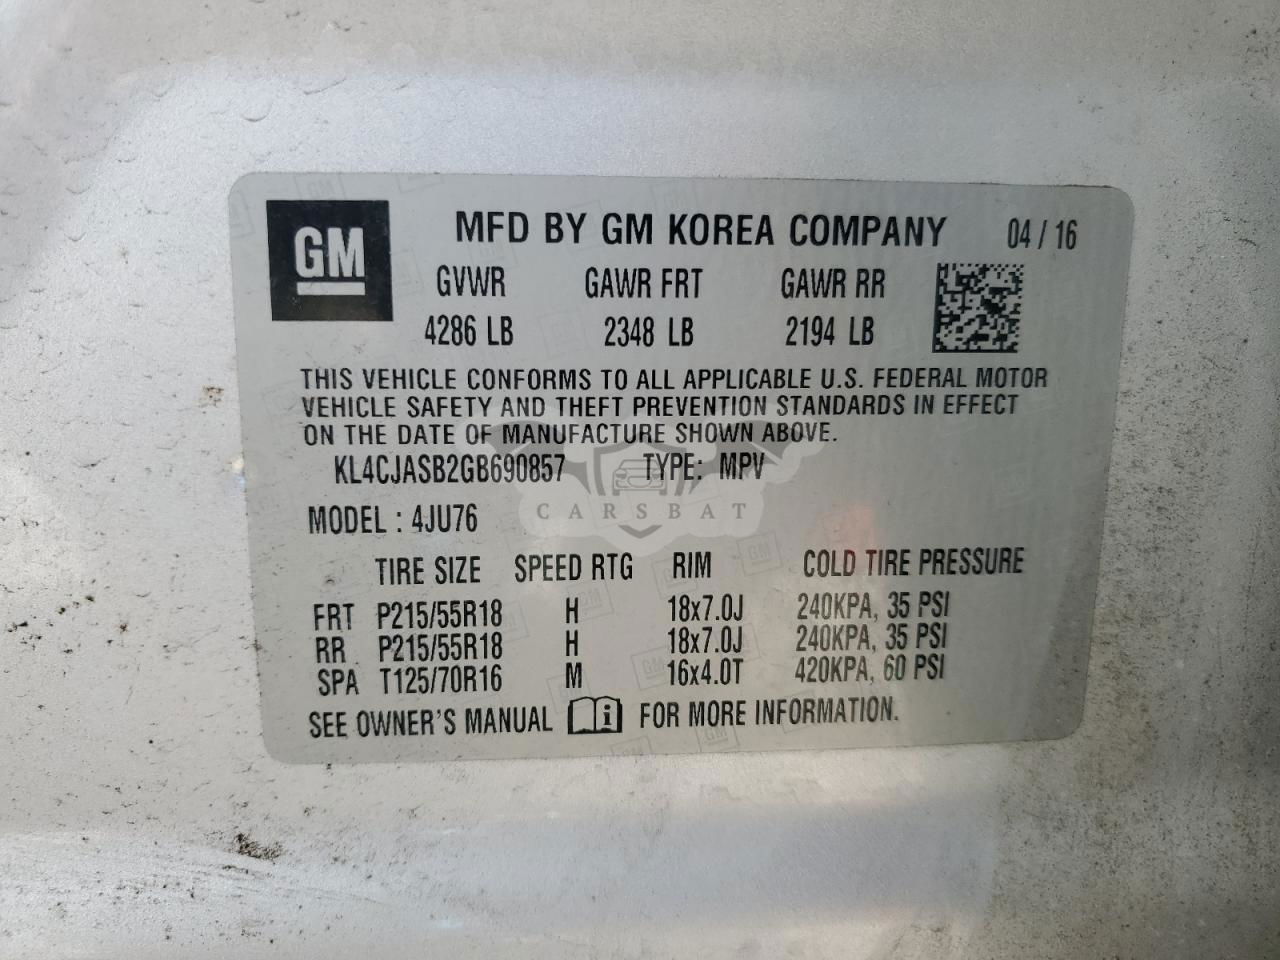 GM
MFD BY GM KOREA COMPANY 04 / 16
GVWR GAWR FRT GAWR RR
4286 LB 2348 LB 2194 LB
THIS VEHICLE CONFORMS TO ALL APPLICABLE U.S. FEDERAL MOTOR
VEHICLE SAFETY AND THEFT PREVENTION STANDARDS IN EFFECT
ON THE DATE OF MANUFACTURE SHOWN ABOVE.
KL4CJASB2GB690857 TYPE: MPV
CARSBAT
MODEL : 4JU76
TIRE SIZE SPEED RTG RIM COLD TIRE PRESSURE
FRT P215/55R18 H 18x7.0J 240KPA, 35 PSI
RR P215/55R18 H 18x7.0J 240KPA, 35 PSI
SPA T125/70R16 M 16x4.0T 420KPA, 60 PSI
SEE OWNER'S MANUAL i FOR MORE INFORMATION.